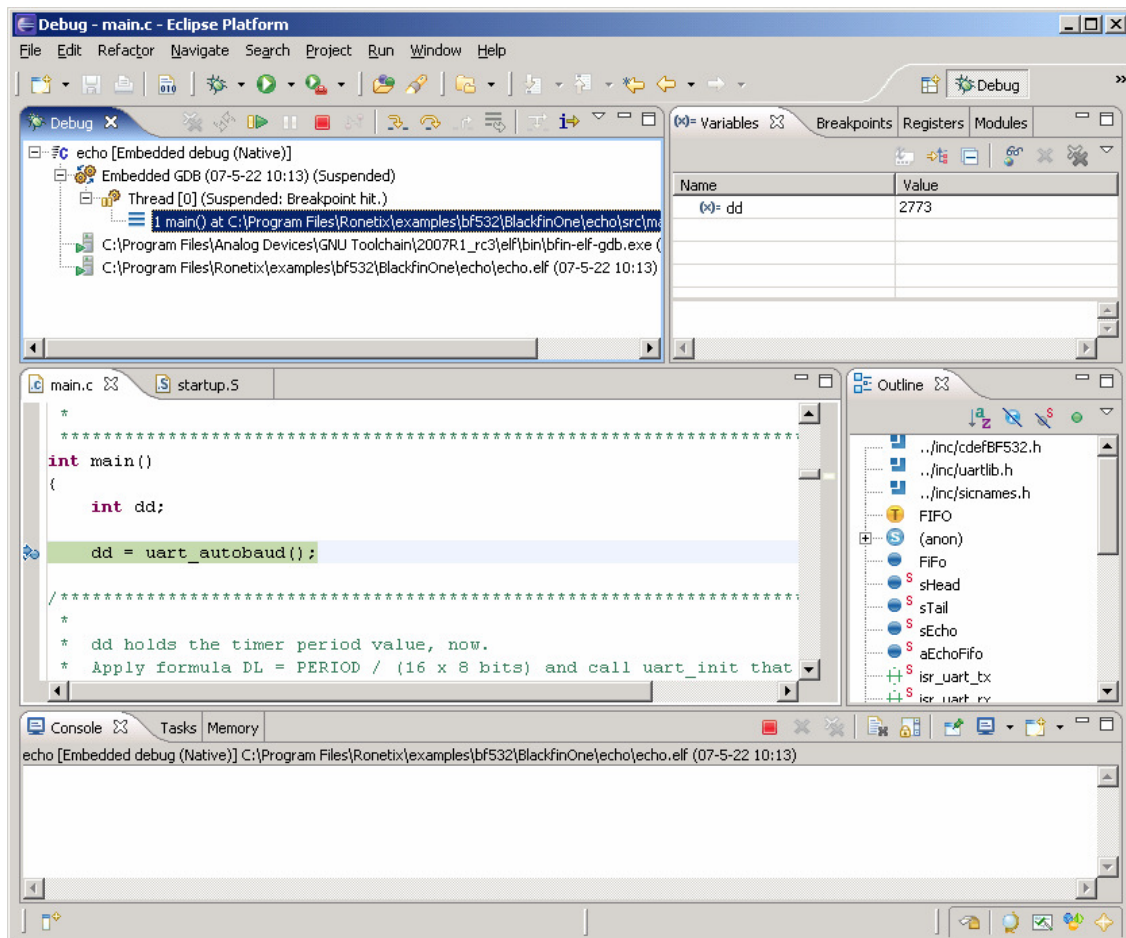 Debug - main.c - Eclipse Platform
File Edit Refactor Navigate Search Project Run Window Help
010
Debug
»
Debug
(x)= Variables Breakpoints Registers Modules
echo [Embedded debug (Native)]
Embedded GDB (07-5-22 10:13) (Suspended)
Thread [0] (Suspended: Breakpoint hit.)
1 main() at C:\Program Files\Ronetix\examples\bf532\BlackfinOne\echo\src\ma
C:\Program Files\Analog Devices\GNU Toolchain\2007R1_rc3\elf\bin\bfin-elf-gdb.exe (
C:\Program Files\Ronetix\examples\bf532\BlackfinOne\echo\echo.elf (07-5-22 10:13)
Name Value
(x)= dd 2773
main.c startup.S
*
**********************************************************************
int main()
{
int dd;
dd = uart_autobaud();
/**********************************************************************
*
* dd holds the timer period value, now.
* Apply formula DL = PERIOD / (16 x 8 bits) and call uart_init that
Outline
../inc/cdefBF532.h
../inc/uartlib.h
../inc/sicnames.h
FIFO
(anon)
FiFo
sHead
sTail
sEcho
aEchoFifo
isr_uart_tx
isr_uart_rx
Console Tasks Memory
echo [Embedded debug (Native)] C:\Program Files\Ronetix\examples\bf532\BlackfinOne\echo\echo.elf (07-5-22 10:13)